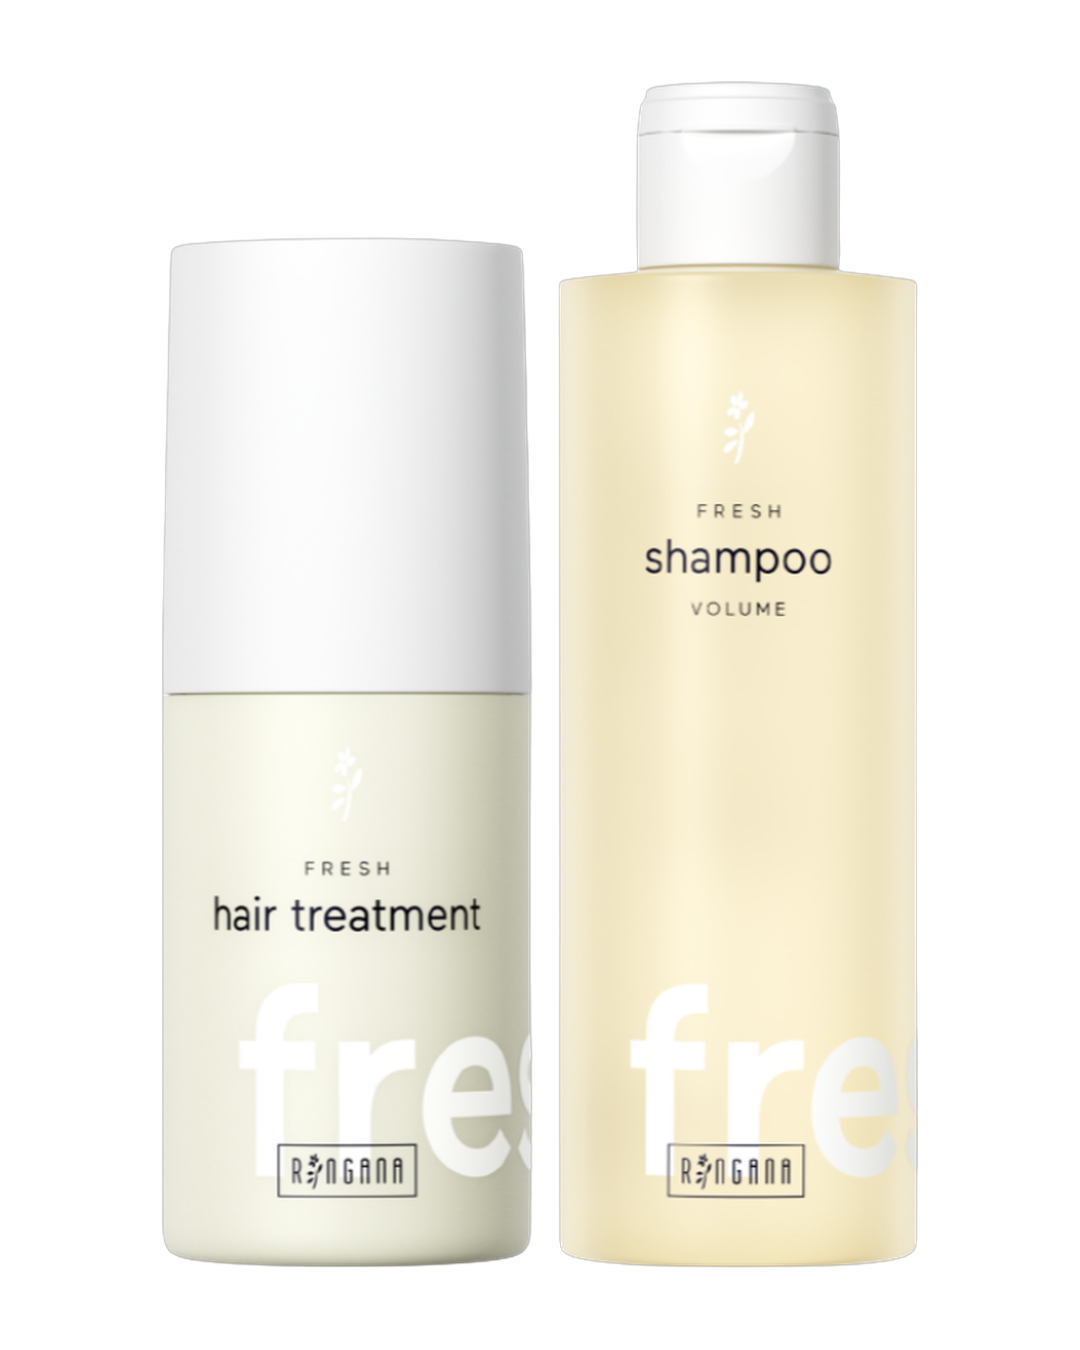 FRESH
hair treatment
fres
RINGANA
FRESH
shampoo
VOLUME
fres
RINGANA